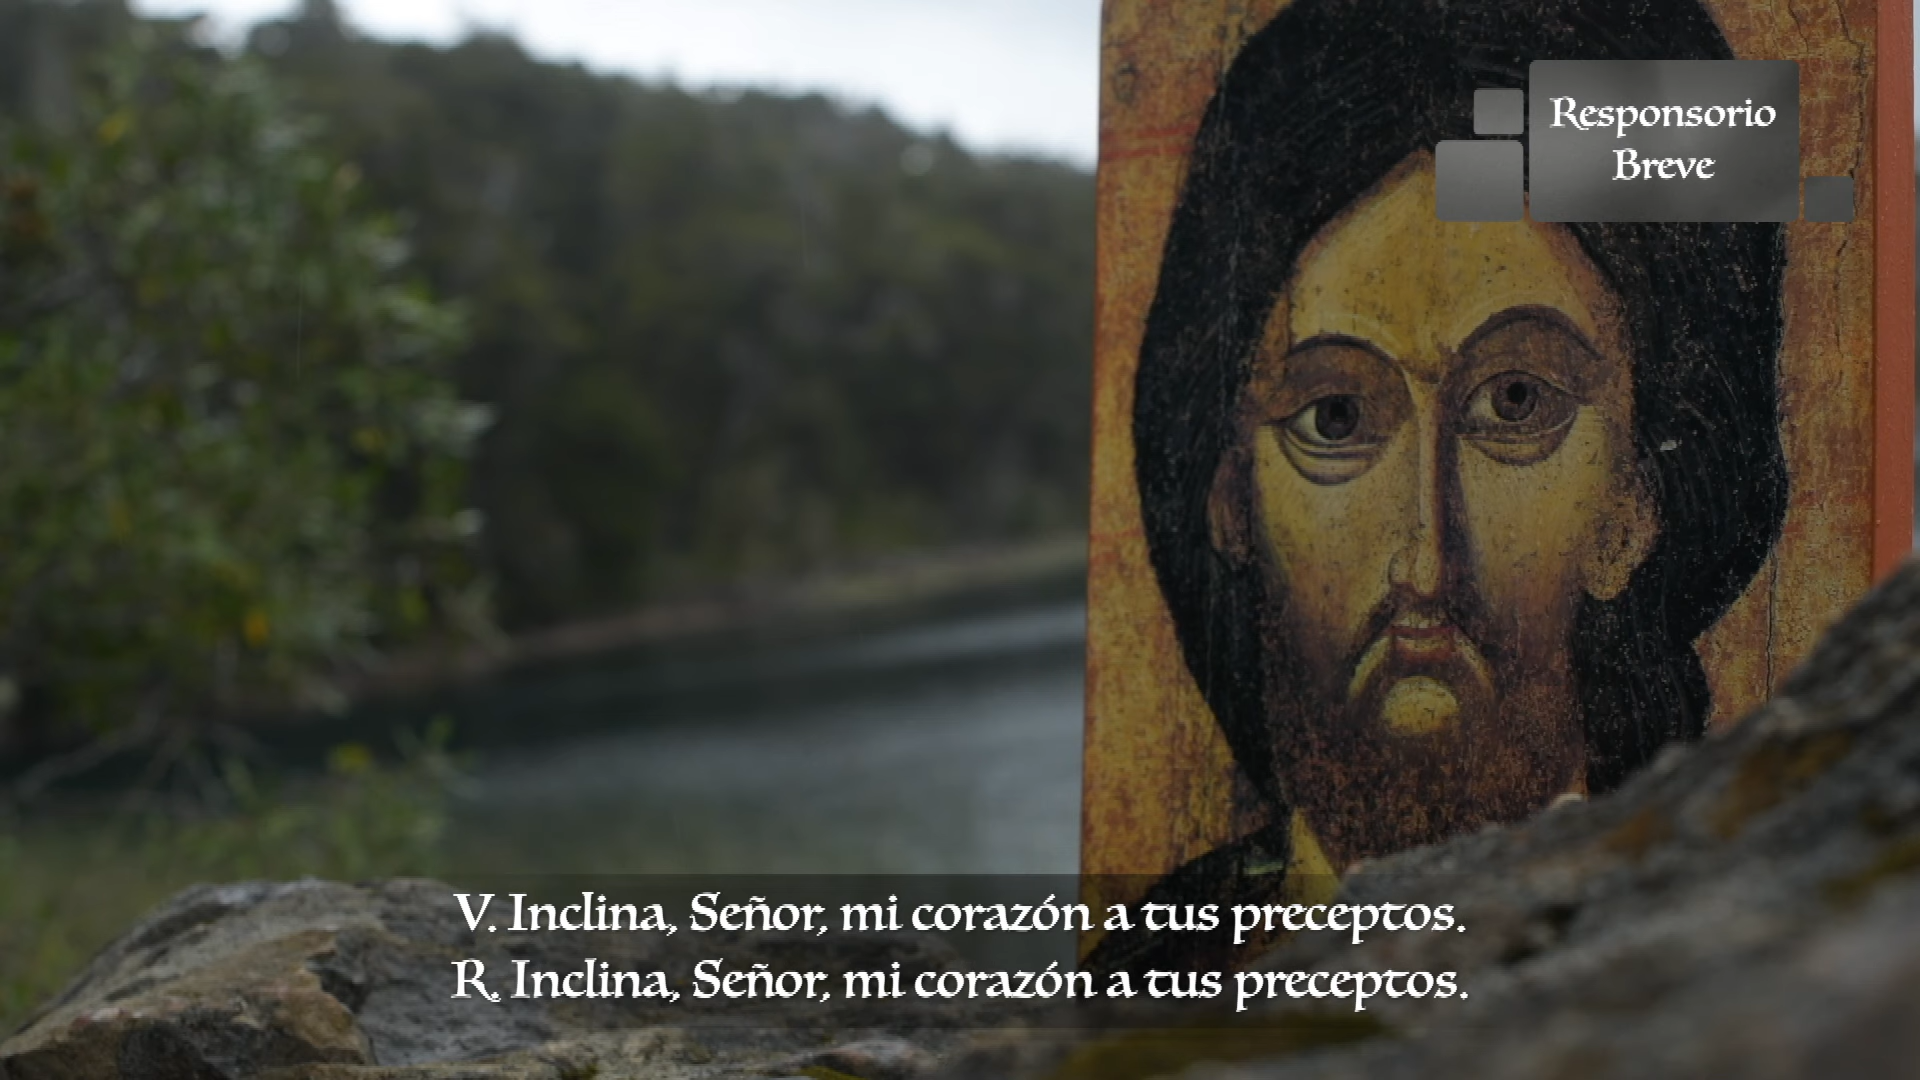 Responsorio
Breve
V. Inclina, Señor, mi corazón a tus preceptos.
R. Inclina, Señor, mi corazón a tus preceptos.